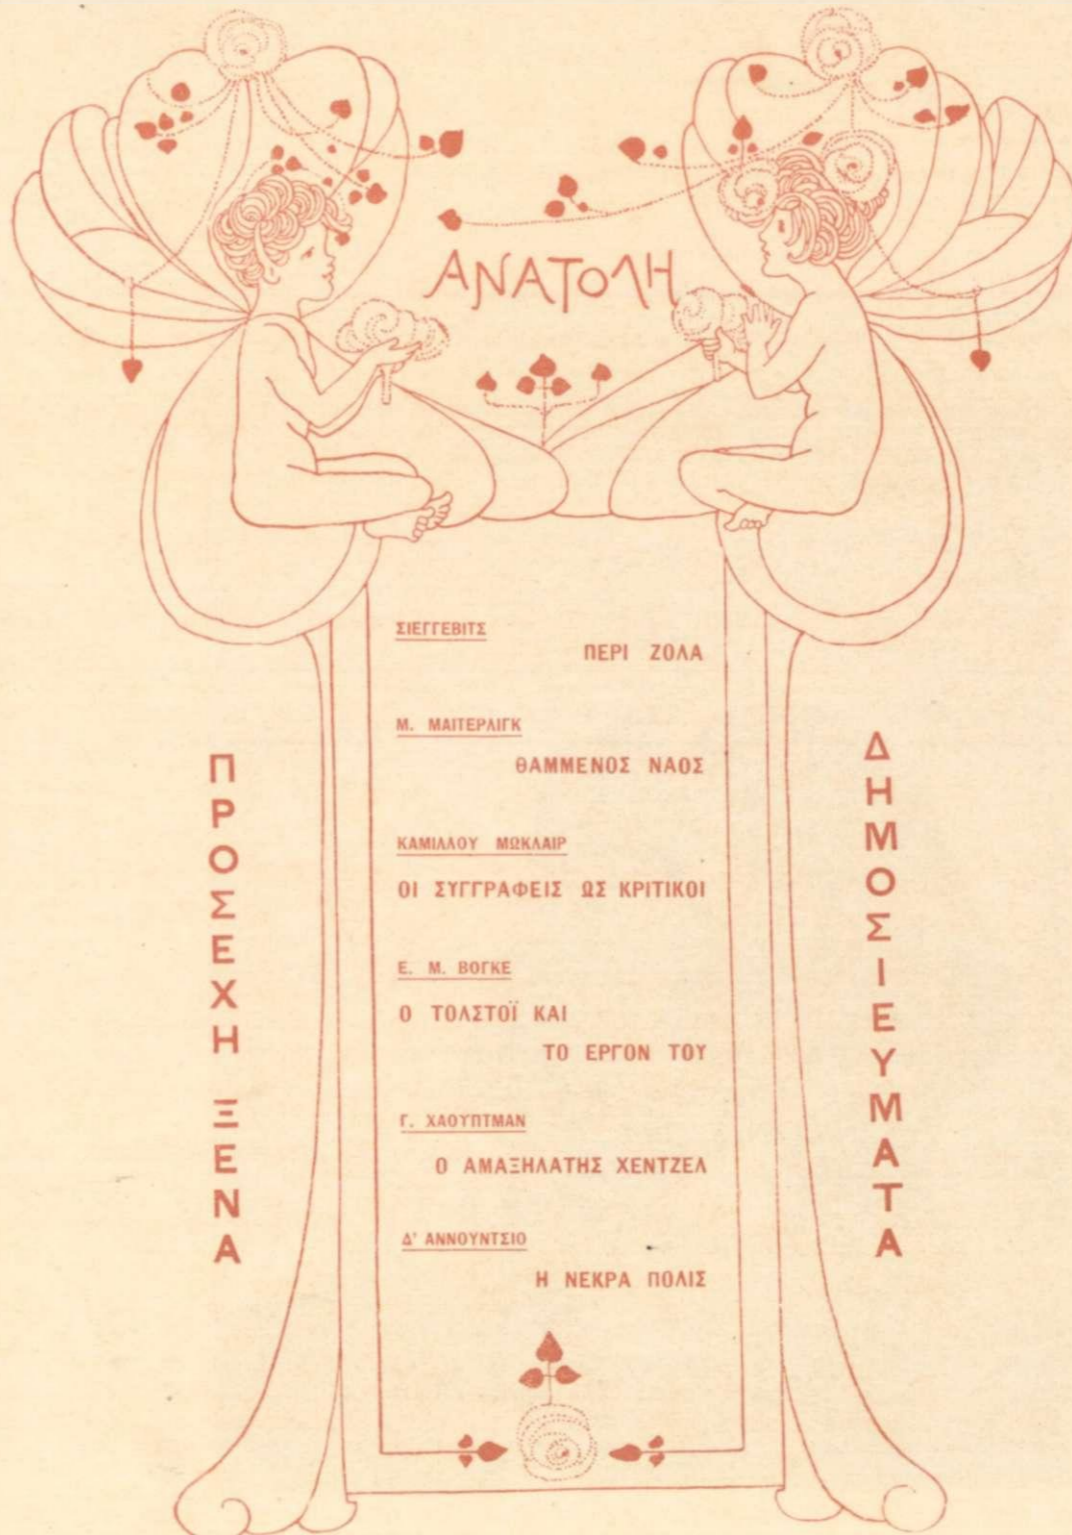 ΑΝΑΤΟΛΗ
ΠΡΟΣΕΧΗ ΞΕΝΑ
ΔΗΜΟΣΙΕΥΜΑΤΑ
ΣΙΕΓΓΕΒΙΤΣ
ΠΕΡΙ ΖΟΛΑ
Μ. ΜΑΙΤΕΡΛΙΓΚ
ΘΑΜΜΕΝΟΣ ΝΑΟΣ
ΚΑΜΙΛΛΟΥ ΜΩΚΛΑΙΡ
ΟΙ ΣΥΓΓΡΑΦΕΙΣ ΩΣ ΚΡΙΤΙΚΟΙ
Ε. Μ. ΒΟΓΚΕ
Ο ΤΟΛΣΤΟΪ ΚΑΙ
ΤΟ ΕΡΓΟΝ ΤΟΥ
Γ. ΧΑΟΥΠΤΜΑΝ
Ο ΑΜΑΞΗΛΑΤΗΣ ΧΕΝΤΖΕΛ
Δ' ΑΝΝΟΥΝΤΣΙΟ
Η ΝΕΚΡΑ ΠΟΛΙΣ